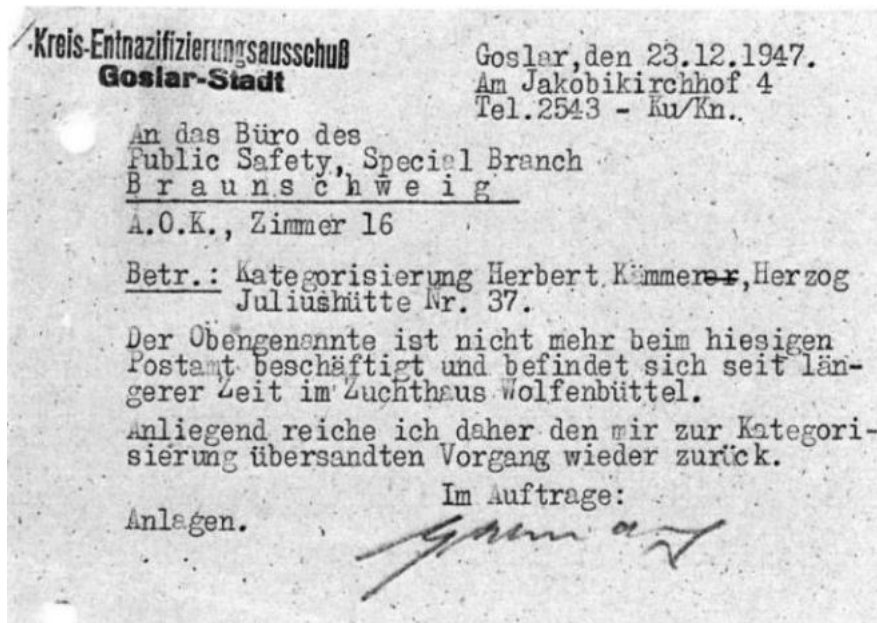 Kreis-Entnazifizierungsausschuß
Goslar-Stadt
Goslar,den 23.12.1947.
Am Jakobikirchhof 4
Tel.2543 - Ku/Kn.
An das Büro des
Public Safety, Special Branch
B r a u n s c h w e i g
A.O.K., Zimmer 16
Betr.: Kategorisierung Herbert Kämmerer,Herzog
Juliushütte Nr. 37.
Der Obengenannte ist nicht mehr beim hiesigen
Postamt beschäftigt und befindet sich seit län-
gerer Zeit im Zuchthaus Wolfenbüttel.
Anliegend reiche ich daher den mir zur Kategori-
sierung übersandten Vorgang wieder zurück.
Im Auftrage:
Anlagen.